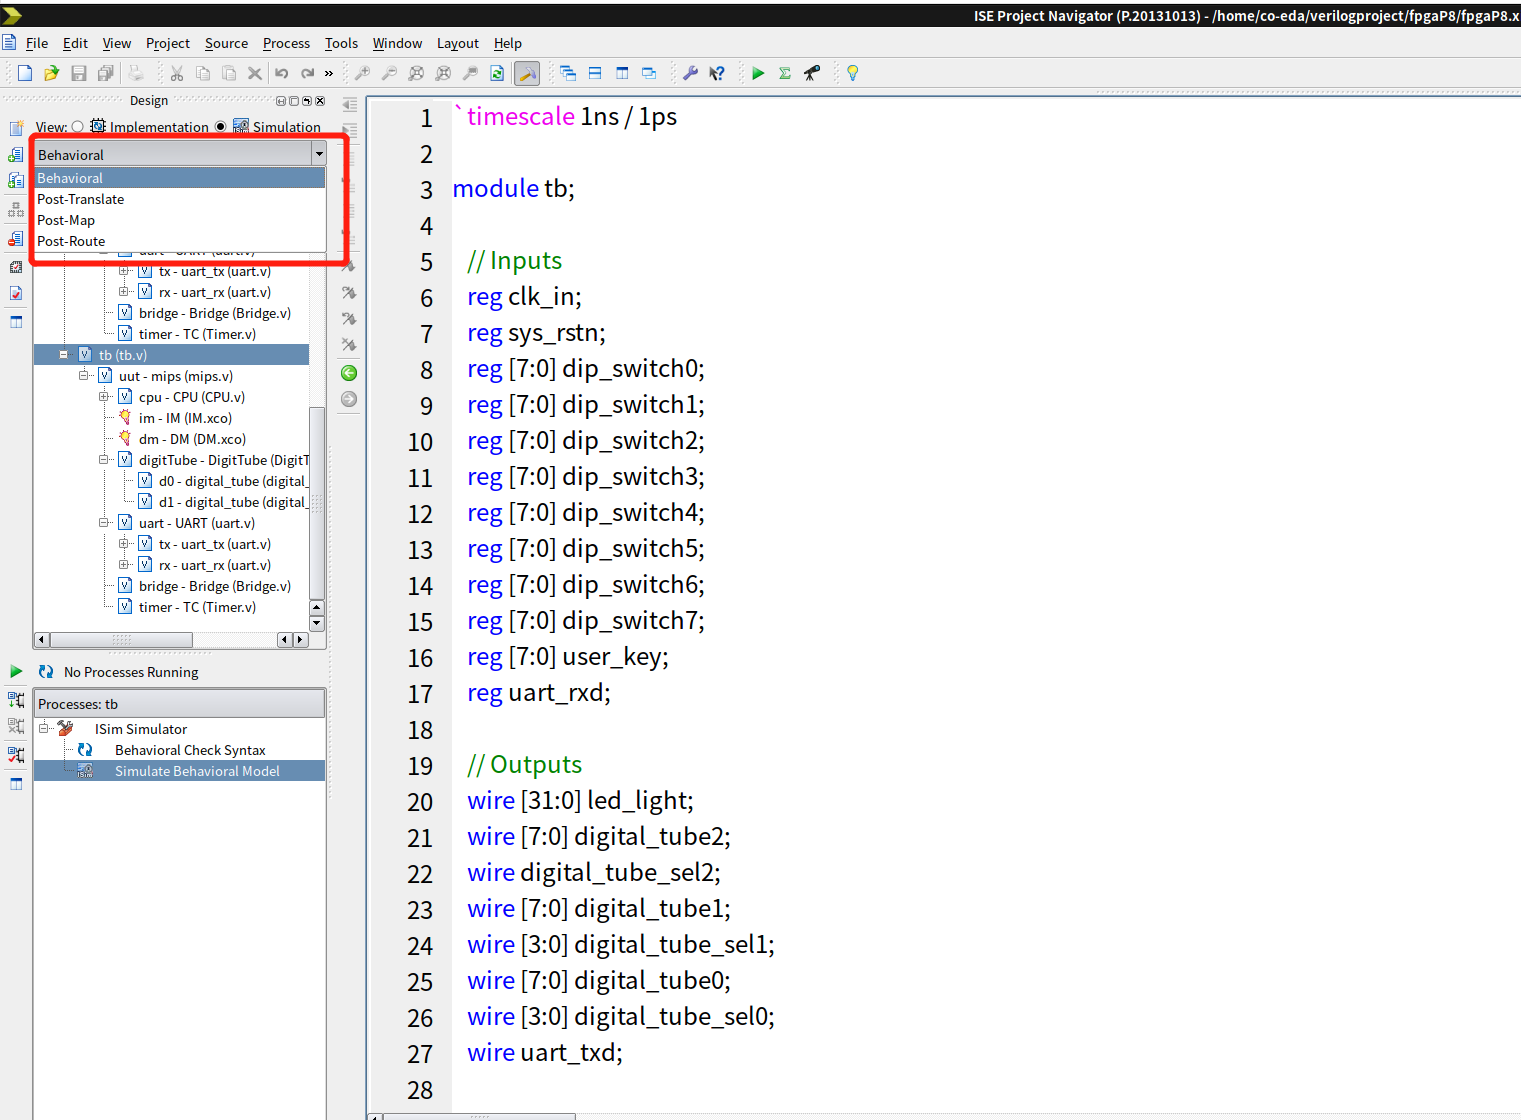 ISE Project Navigator (P.20131013) - /home/co-eda/verilogproject/fpgaP8/fpgaP8.x
File Edit View Project Source Process Tools Window Layout Help
Design
View: Implementation Simulation
Behavioral
Behavioral
Post-Translate
Post-Map
Post-Route
tx - uart_tx (uart.v)
rx - uart_rx (uart.v)
bridge - Bridge (Bridge.v)
timer - TC (Timer.v)
tb (tb.v)
uut - mips (mips.v)
cpu - CPU (CPU.v)
im - IM (IM.xco)
dm - DM (DM.xco)
digitTube - DigitTube (DigitT
d0 - digital_tube (digital_
d1 - digital_tube (digital_
uart - UART (uart.v)
tx - uart_tx (uart.v)
rx - uart_rx (uart.v)
bridge - Bridge (Bridge.v)
timer - TC (Timer.v)
No Processes Running
Processes: tb
ISim Simulator
Behavioral Check Syntax
Simulate Behavioral Model
1 `timescale 1ns / 1ps
2
3 module tb;
4
5 // Inputs
6 reg clk_in;
7 reg sys_rstn;
8 reg [7:0] dip_switch0;
9 reg [7:0] dip_switch1;
10 reg [7:0] dip_switch2;
11 reg [7:0] dip_switch3;
12 reg [7:0] dip_switch4;
13 reg [7:0] dip_switch5;
14 reg [7:0] dip_switch6;
15 reg [7:0] dip_switch7;
16 reg [7:0] user_key;
17 reg uart_rxd;
18
19 // Outputs
20 wire [31:0] led_light;
21 wire [7:0] digital_tube2;
22 wire digital_tube_sel2;
23 wire [7:0] digital_tube1;
24 wire [3:0] digital_tube_sel1;
25 wire [7:0] digital_tube0;
26 wire [3:0] digital_tube_sel0;
27 wire uart_txd;
28